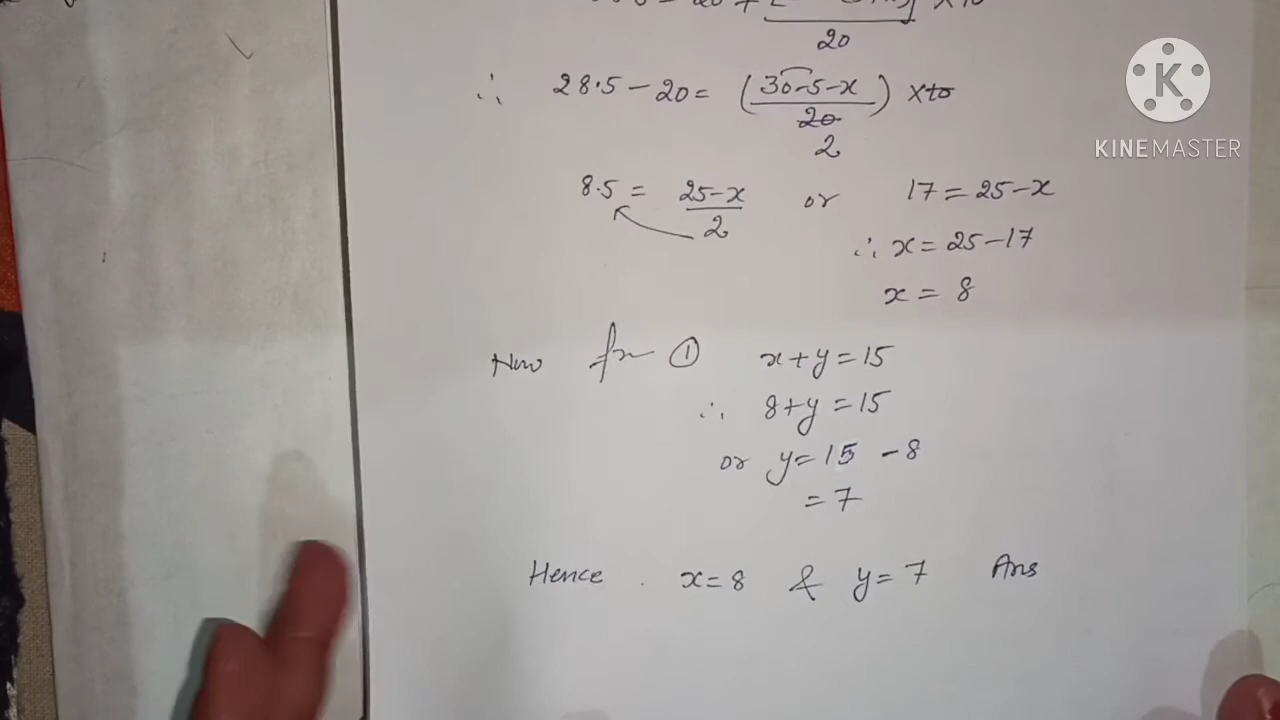 20
∴ 28.5 - 20 = (30-5-x / 20) x 10
2
8.5 = 25-x / 2 or 17 = 25-x
∴ x = 25-17
x = 8
Now from ① x+y = 15
∴ 8+y = 15
or y = 15 - 8
= 7
Hence x = 8 & y = 7 Ans
K
KINEMASTER